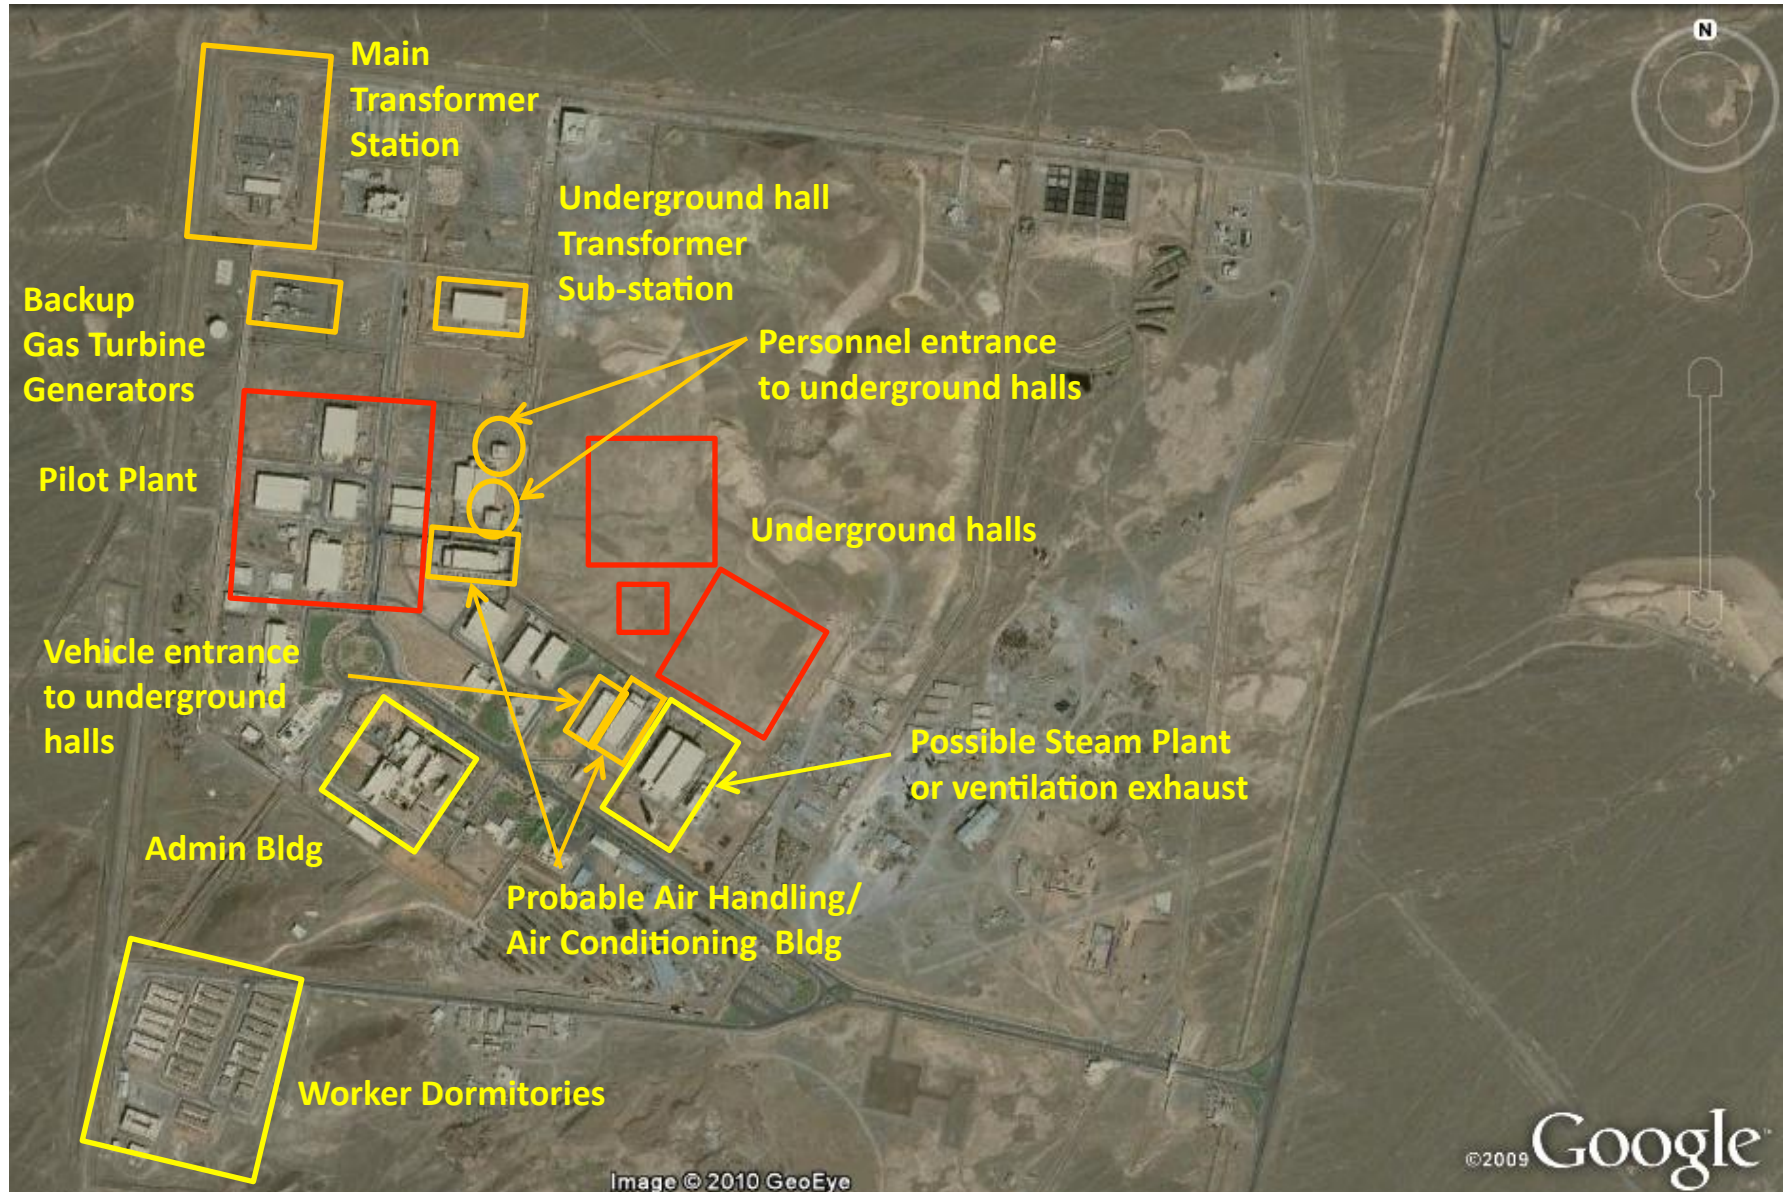 N
Main
Transformer
Station
Underground hall
Transformer
Sub-station
Backup
Gas Turbine
Generators
Personnel entrance
to underground halls
Pilot Plant
Underground halls
Vehicle entrance
to underground
halls
Possible Steam Plant
or ventilation exhaust
Admin Bldg
Probable Air Handling/
Air Conditioning Bldg
Worker Dormitories
©2009 Google™
Image © 2010 GeoEye